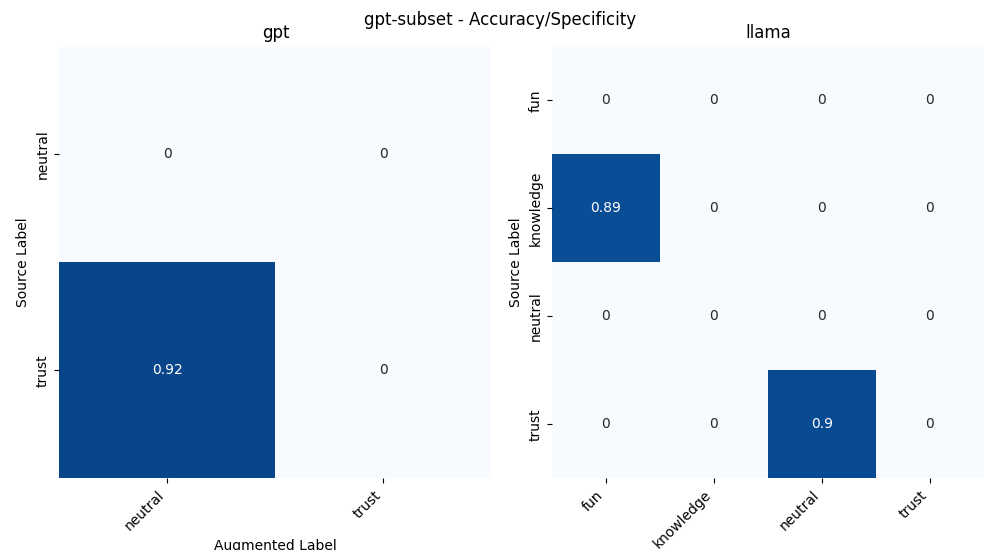 gpt-subset - Accuracy/Specificity
gpt
neutral
trust
Source Label
0
0
0.92
0
neutral
trust
Augmented Label
llama
fun
knowledge
neutral
trust
Source Label
0
0
0
0
0.89
0
0
0
0
0
0
0
0
0
0.9
0
fun
knowledge
neutral
trust